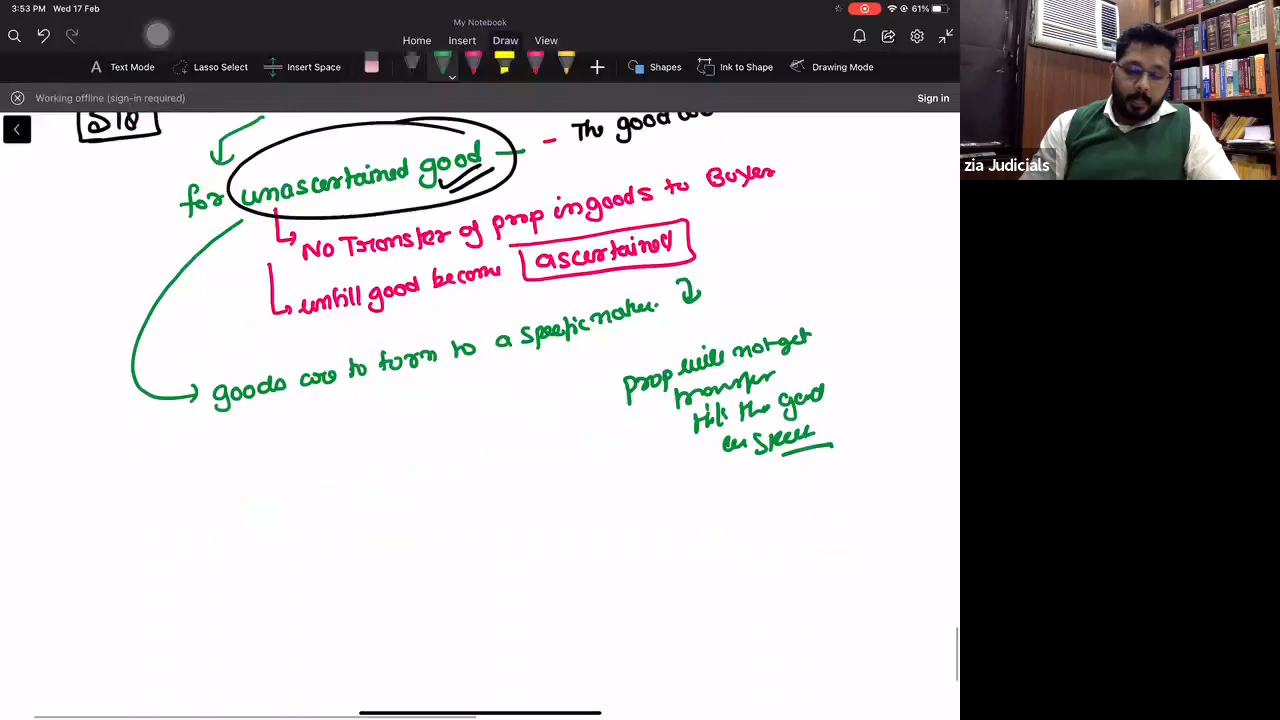 3:53 PM Wed 17 Feb
61%
My Notebook
Home Insert Draw View
Text Mode Lasso Select Insert Space Shapes Ink to Shape Drawing Mode
Working offline (sign-in required) Sign in
S18
The good are
for unascertained good
No Transfer of prop in goods to Buyer
untill good become ascertained
goods are to form to a
prop will not get
transfer
till the good
zia Judicials